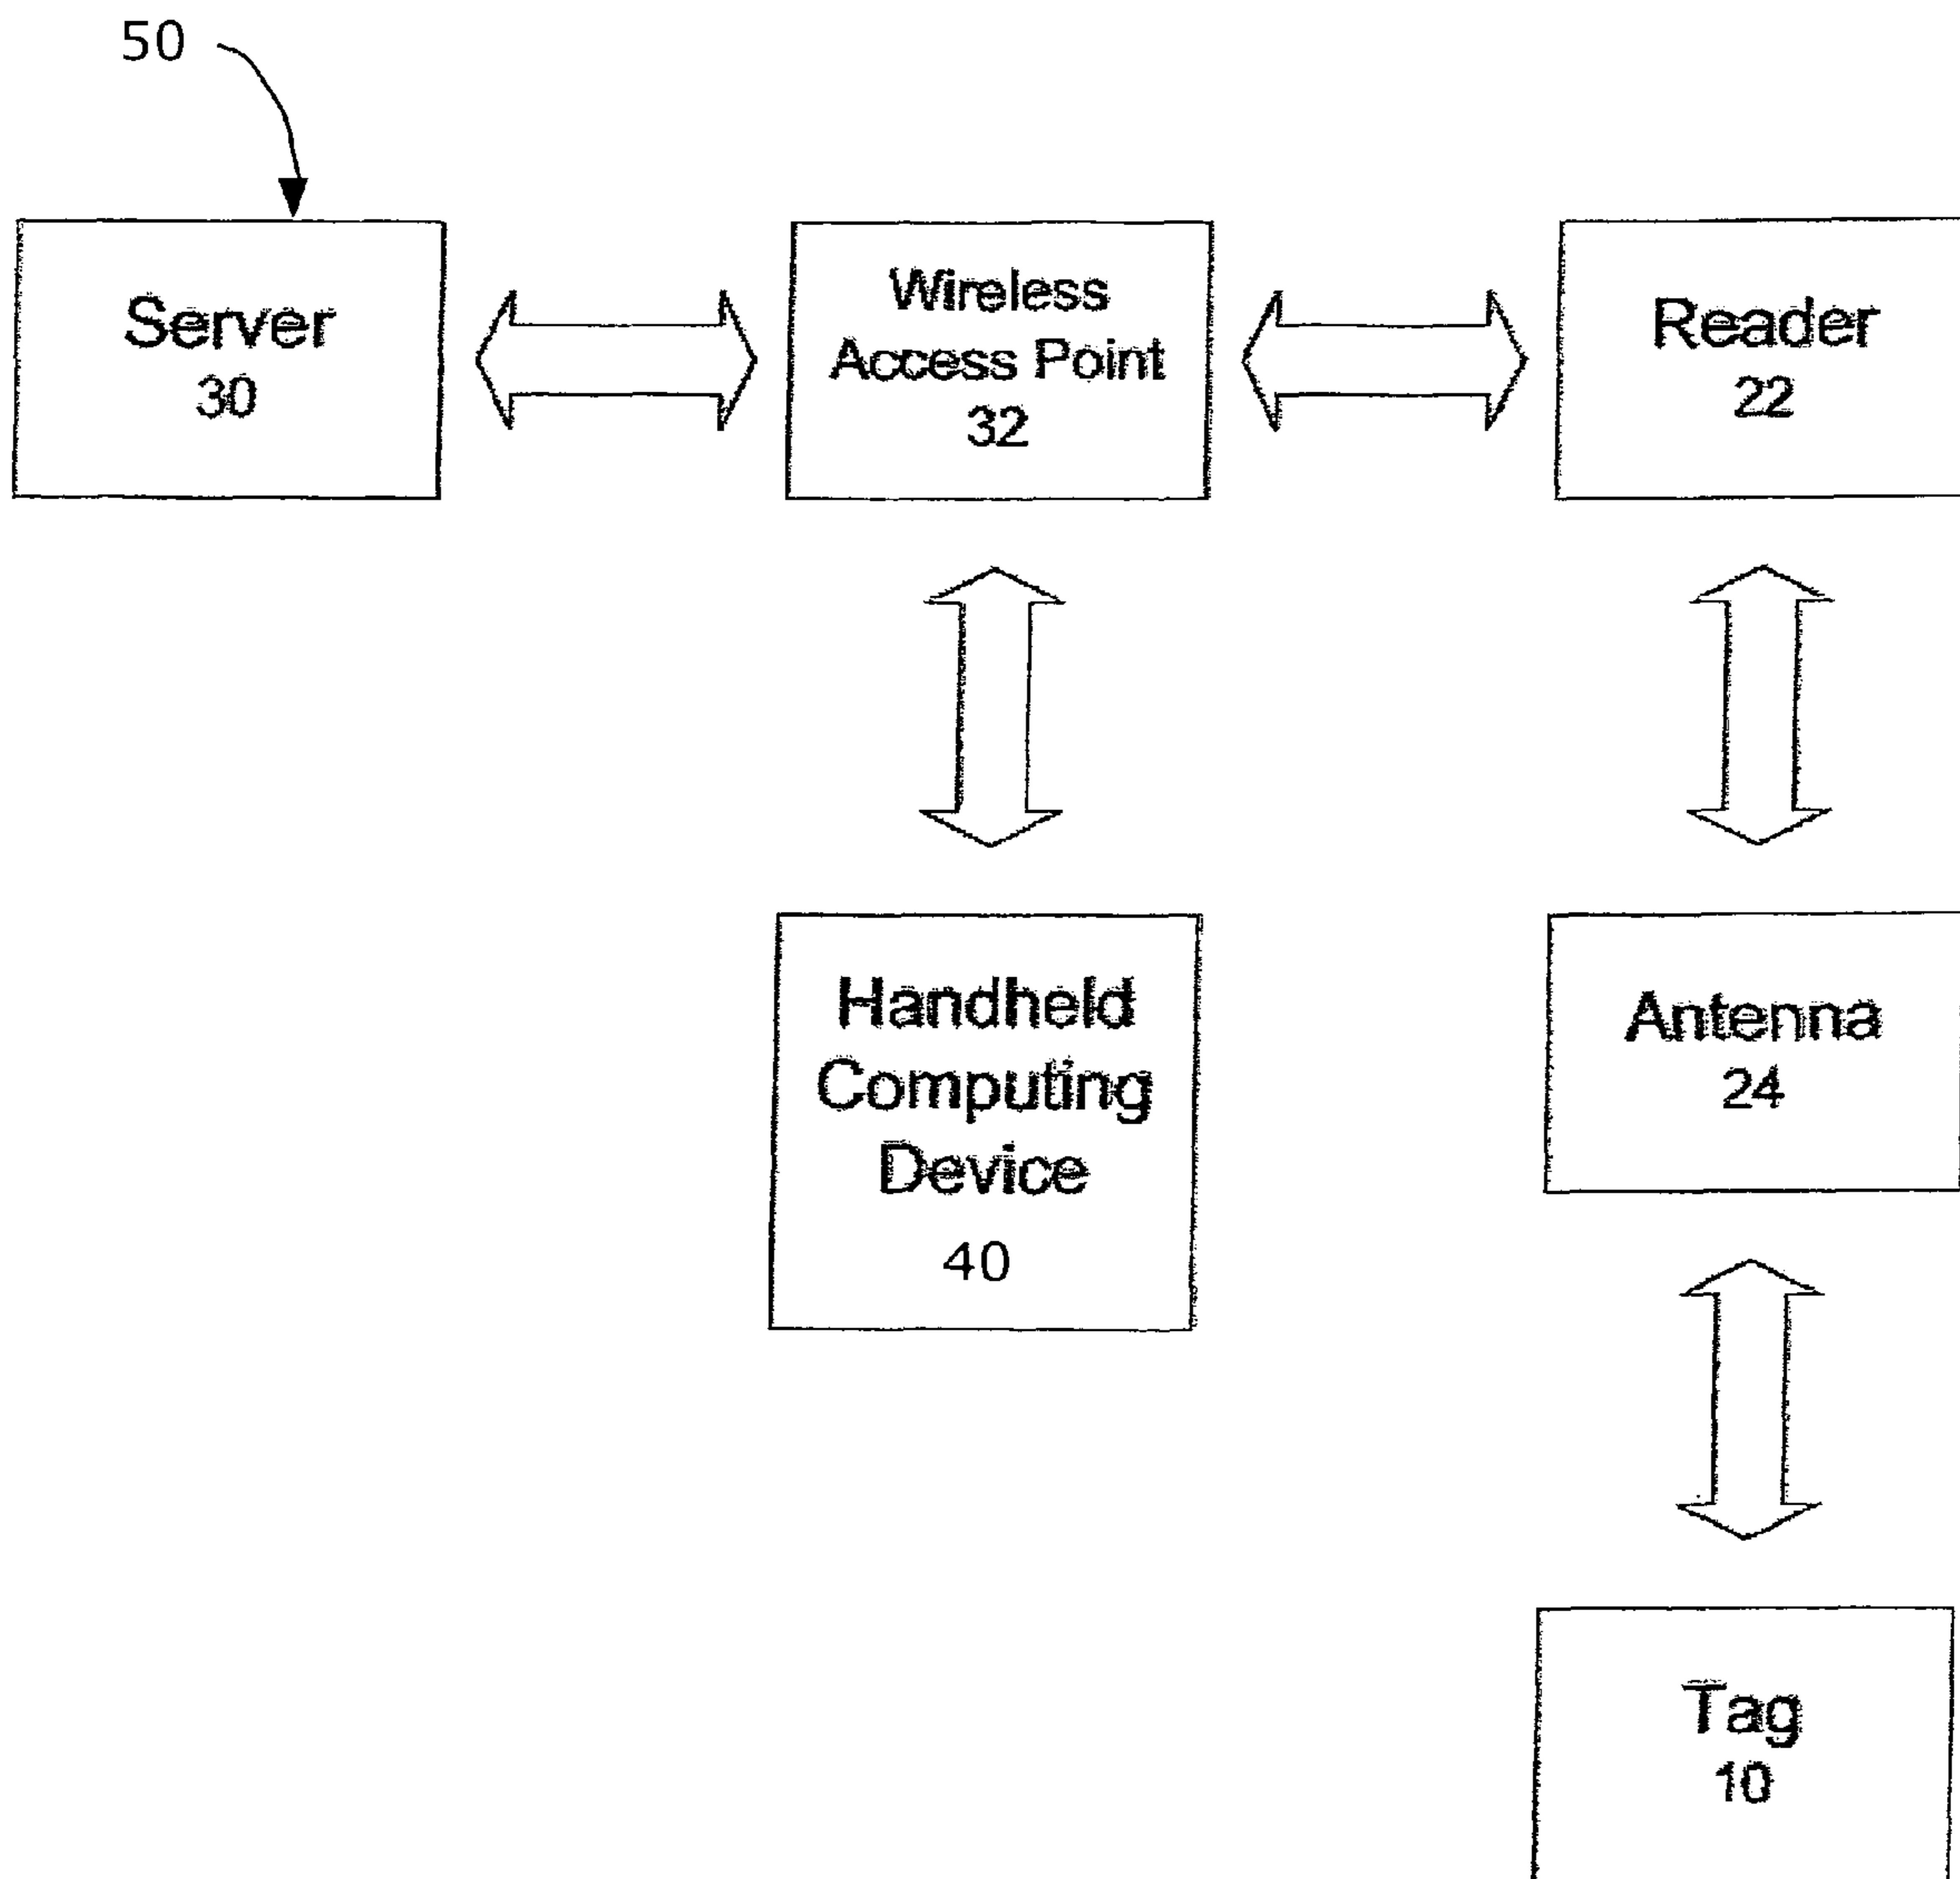 50
Server
30
Wireless
Access Point
32
Reader
22
Handheld
Computing
Device
40
Antenna
24
Tag
10